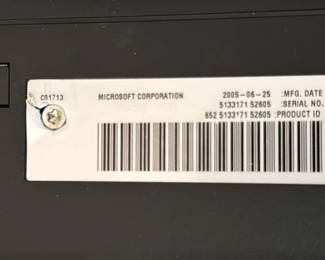 C01713 MICROSOFT CORPORATION 2005-06-25 :MFG. DATE
5133171 52605 :SERIAL NO.
652 5133171 52605 :PRODUCT ID